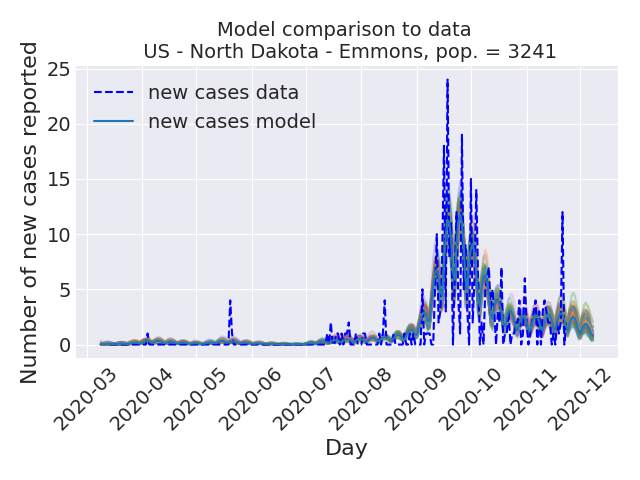 Model comparison to data
US - North Dakota - Emmons, pop. = 3241
Number of new cases reported
25
20
15
10
5
0
new cases data
new cases model
2020-03
2020-04
2020-05
2020-06
2020-07
2020-08
2020-09
2020-10
2020-11
2020-12
Day